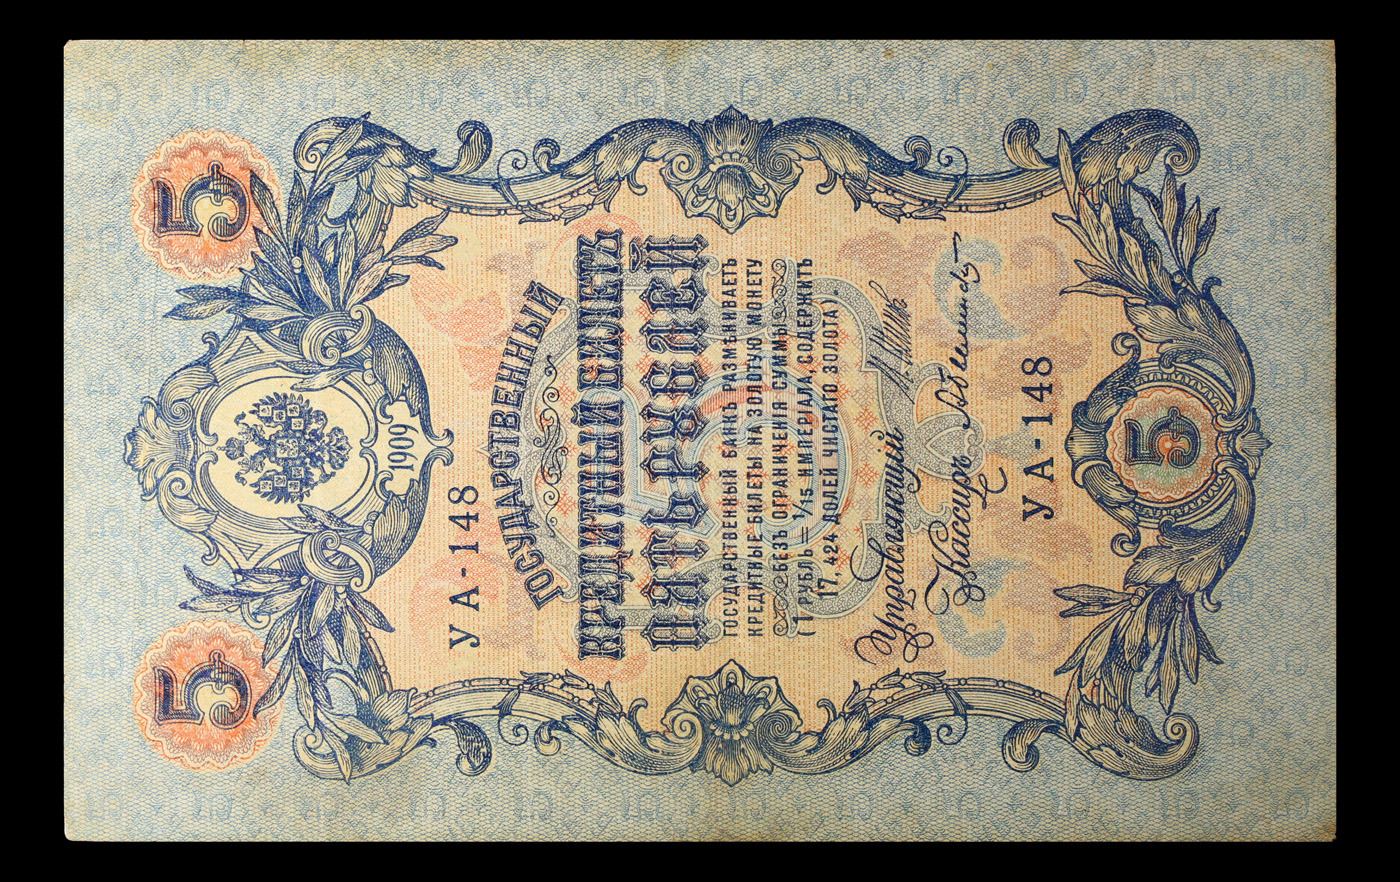 5 5
1909
УА-148
ГОСУДАРСТВЕННЫЙ
КРЕДИТНЫЙ БИЛЕТЪ
ПЯТЬ РУБЛЕЙ
ГОСУДАРСТВЕННЫЙ БАНКЪ РАЗМѢНИВАЕТЪ
КРЕДИТНЫЕ БИЛЕТЫ НА ЗОЛОТУЮ МОНЕТУ
БЕЗЪ ОГРАНИЧЕНІЯ СУММЫ
(1 РУБЛЬ = 1/15 ИМПЕРІАЛА, СОДЕРЖИТЪ
17,424 ДОЛЕЙ ЧИСТАГО ЗОЛОТА).
Управляющій
Кассиръ
УА-148
5